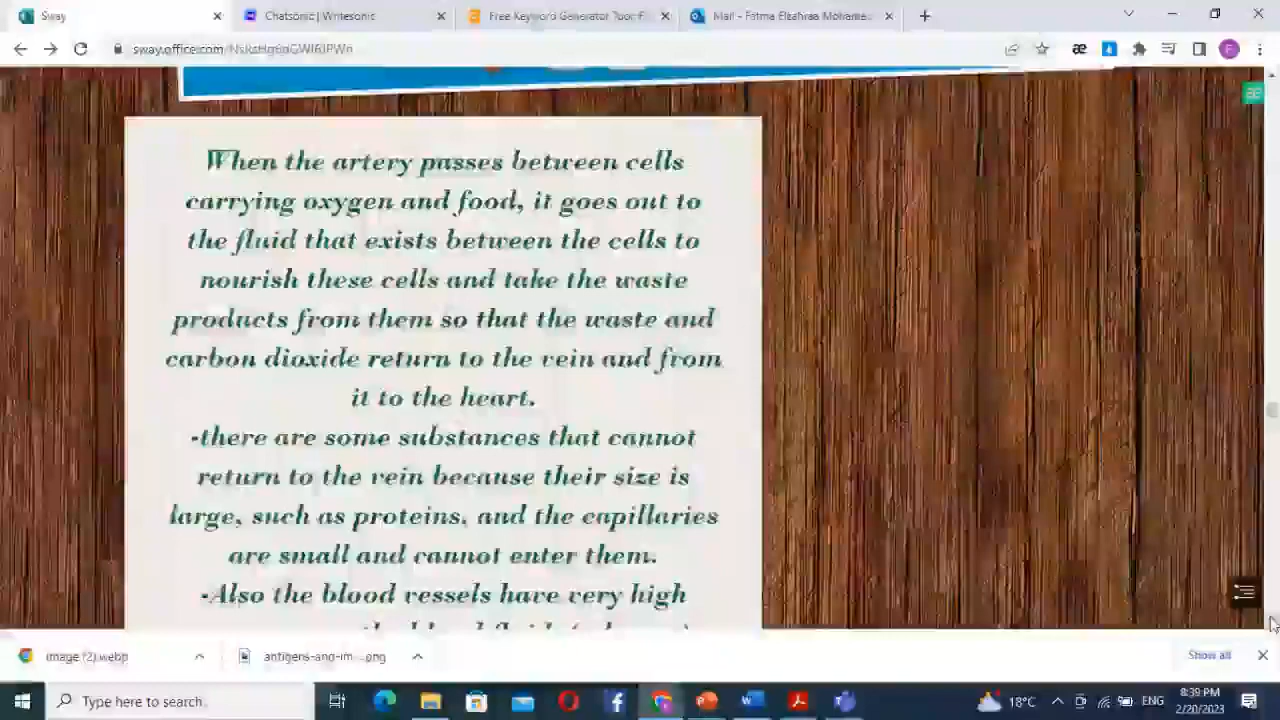 Sway
Chatsonic | Writesonic
Free Keyword Generator Tool: F
Mail - Fatma Elzahraa Mohame
sway.office.com
When the artery passes between cells
carrying oxygen and food, it goes out to
the fluid that exists between the cells to
nourish these cells and take the waste
products from them so that the waste and
carbon dioxide return to the vein and from
it to the heart.
-there are some substances that cannot
return to the vein because their size is
large, such as proteins, and the capillaries
are small and cannot enter them.
-Also the blood vessels have very high
image (2).webp
antigens-and-im....png
Show all
Type here to search
18°C
ENG
8:39 PM
2/20/2023